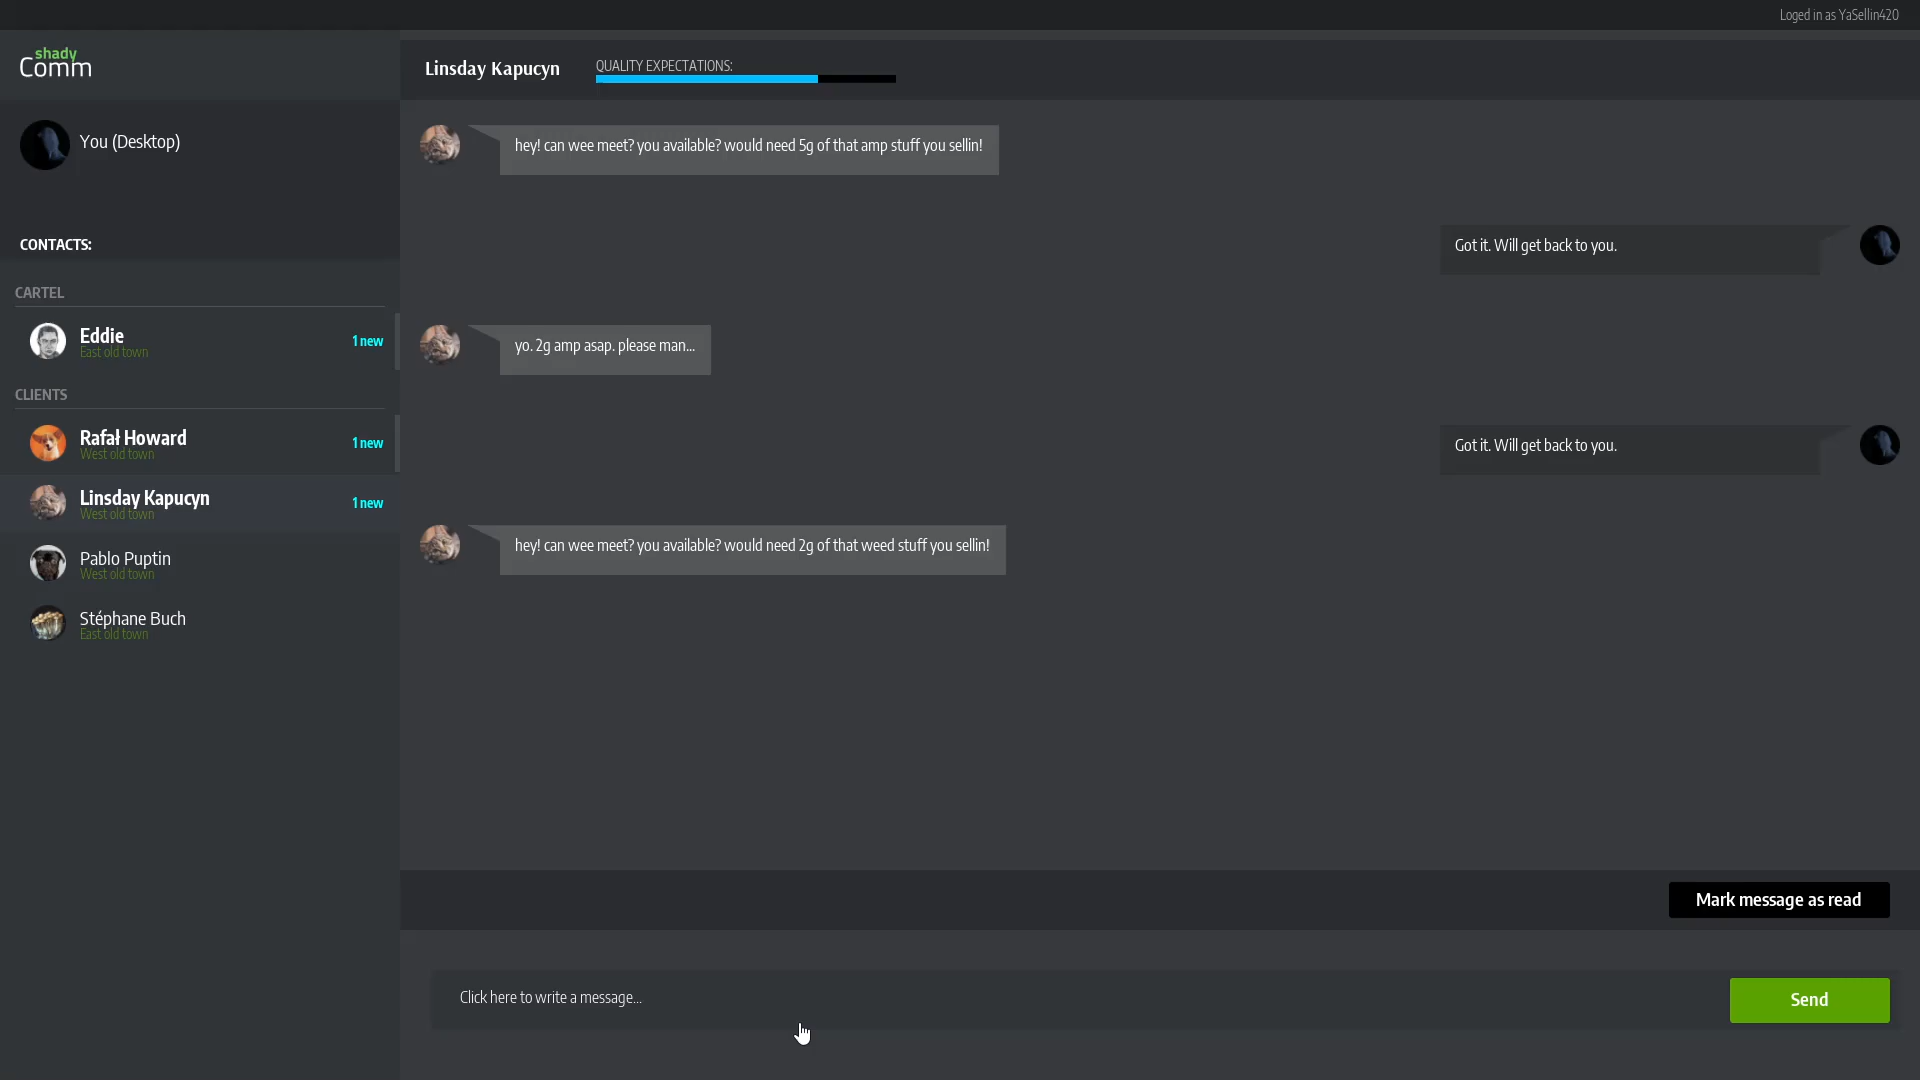 Loged in as YaSellin420
shady
Comm
Linsday Kapucyn
QUALITY EXPECTATIONS:
You (Desktop)
CONTACTS:
CARTEL
Eddie
East old town
1 new
CLIENTS
Rafał Howard
West old town
1 new
Linsday Kapucyn
West old town
1 new
Pablo Puptin
West old town
Stéphane Buch
East old town
hey! can wee meet? you available? would need 5g of that amp stuff you sellin!
Got it. Will get back to you.
yo. 2g amp asap. please man...
Got it. Will get back to you.
hey! can wee meet? you available? would need 2g of that weed stuff you sellin!
Mark message as read
Click here to write a message...
Send